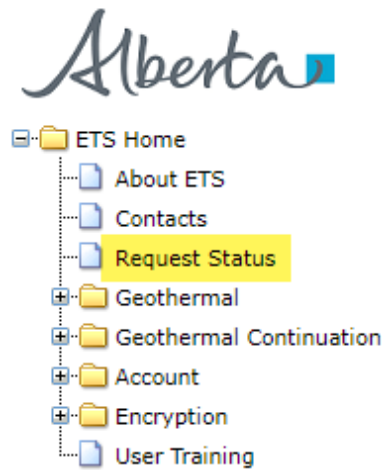 Alberta
ETS Home
About ETS
Contacts
Request Status
Geothermal
Geothermal Continuation
Account
Encryption
User Training